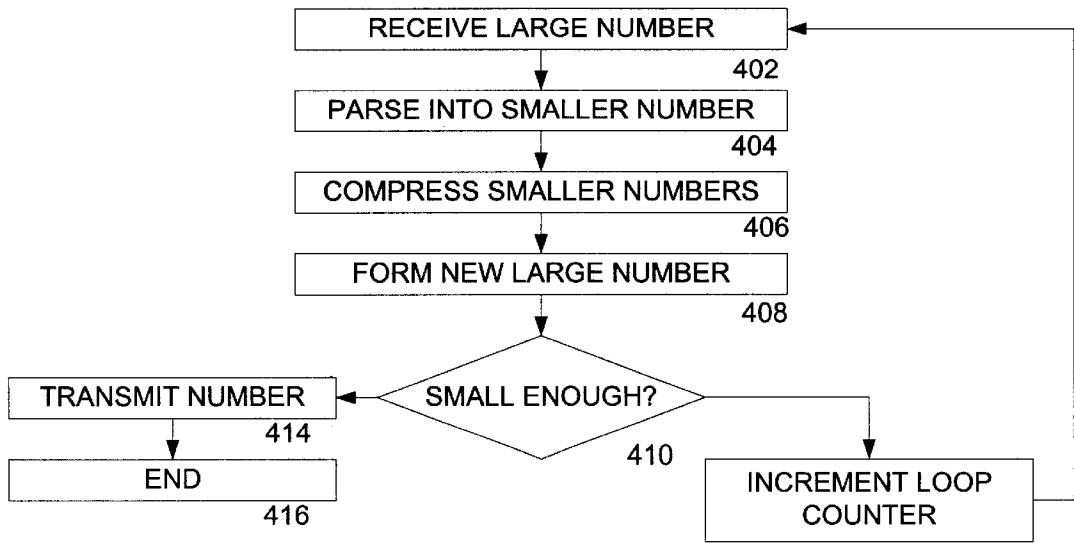 RECEIVE LARGE NUMBER
402
PARSE INTO SMALLER NUMBER
404
COMPRESS SMALLER NUMBERS
406
FORM NEW LARGE NUMBER
408
SMALL ENOUGH?
410
TRANSMIT NUMBER
414
END
416
INCREMENT LOOP
COUNTER